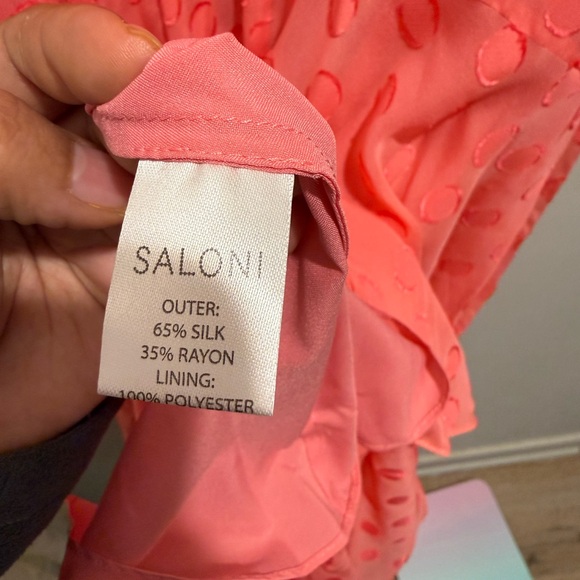 SALONI
OUTER:
65% SILK
35% RAYON
LINING:
100% POLYESTER